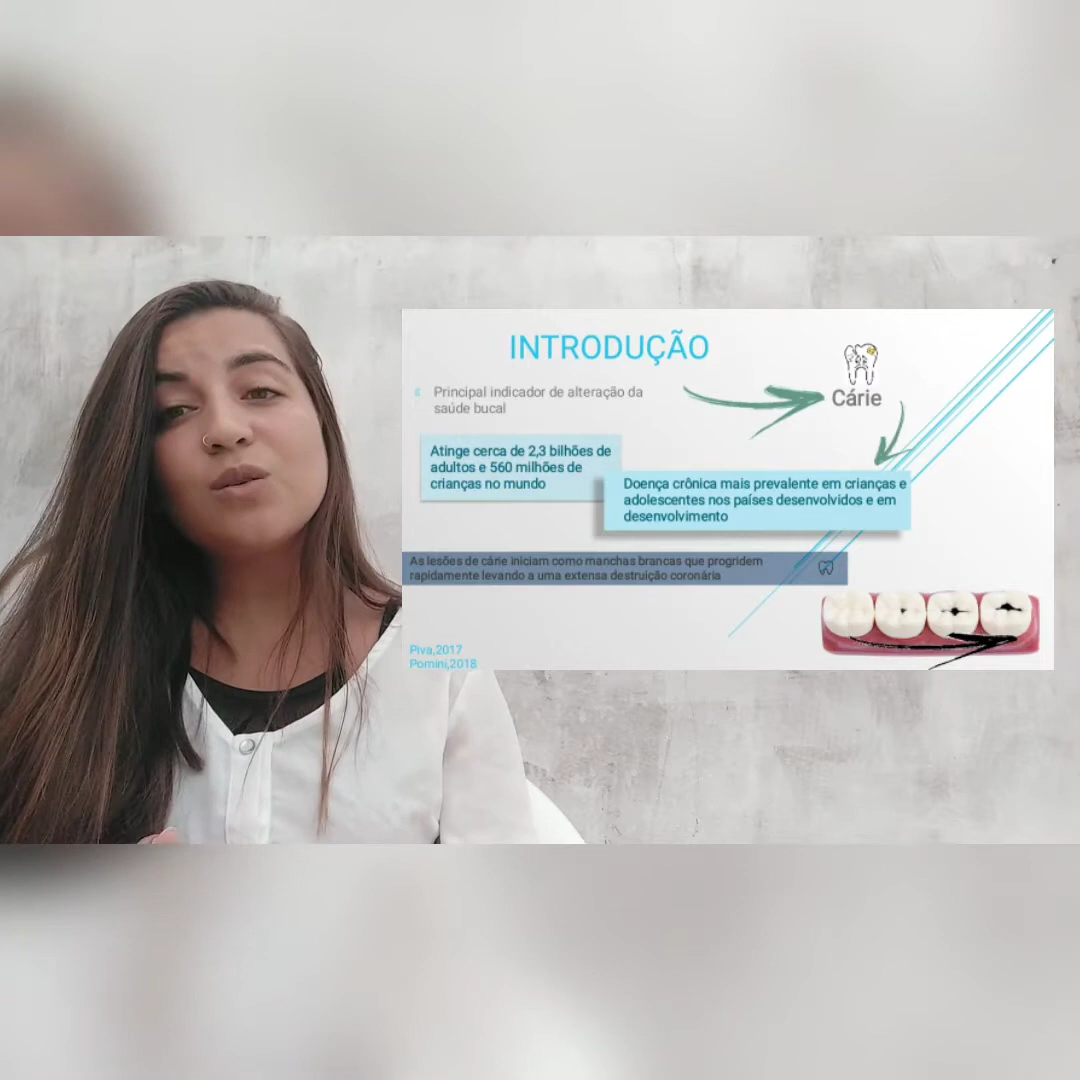 INTRODUÇÃO
Principal indicador de alteração da
saúde bucal
Cárie
Atinge cerca de 2,3 bilhões de
adultos e 560 milhões de
crianças no mundo
Doença crônica mais prevalente em crianças e
adolescentes nos países desenvolvidos e em
desenvolvimento
As lesões de cárie iniciam como manchas brancas que progridem
rapidamente levando a uma extensa destruição coronária
Piva,2017
Pomini,2018